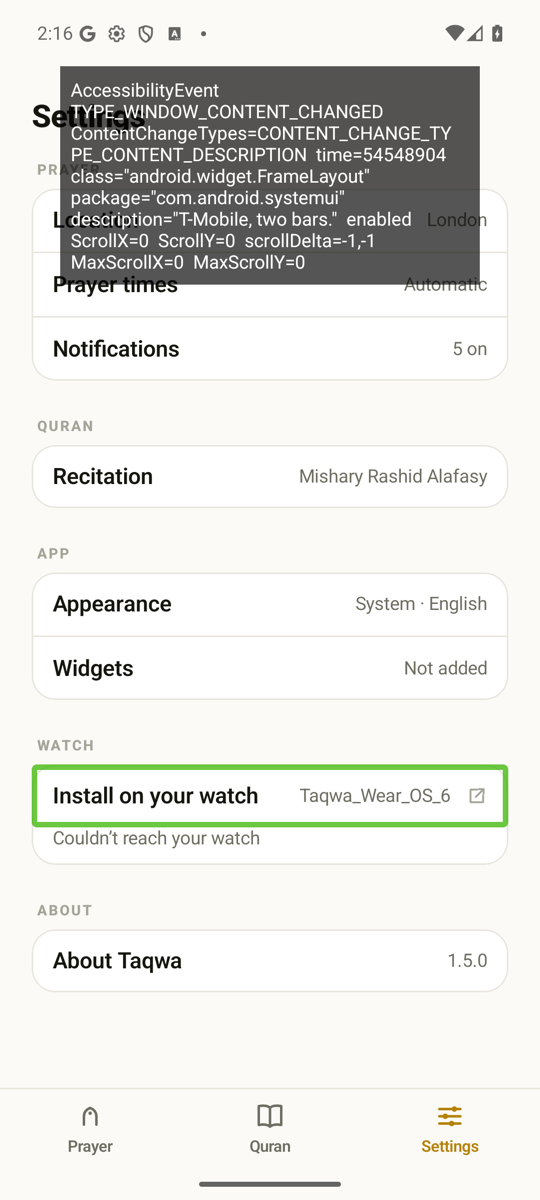 2:16
Settings
AccessibilityEvent
TYPE_WINDOW_CONTENT_CHANGED
ContentChangeTypes=CONTENT_CHANGE_TY
PE_CONTENT_DESCRIPTION time=54548904
class="android.widget.FrameLayout"
package="com.android.systemui"
description="T-Mobile, two bars." enabled
ScrollX=0 ScrollY=0 scrollDelta=-1,-1
MaxScrollX=0 MaxScrollY=0
PRAYER
Location London
Prayer times Automatic
Notifications 5 on
QURAN
Recitation Mishary Rashid Alafasy
APP
Appearance System · English
Widgets Not added
WATCH
Install on your watch Taqwa_Wear_OS_6
Couldn’t reach your watch
ABOUT
About Taqwa 1.5.0
Prayer Quran Settings